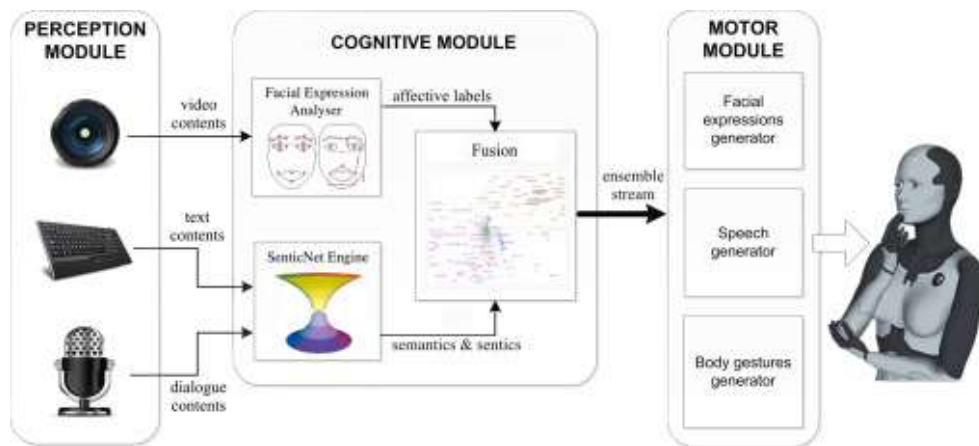 PERCEPTION
MODULE
COGNITIVE MODULE
MOTOR
MODULE
video
contents
text
contents
dialogue
contents
Facial Expression
Analyser
affective labels
SenticNet Engine
semantics & sentics
Fusion
ensemble
stream
Facial
expressions
generator
Speech
generator
Body gestures
generator